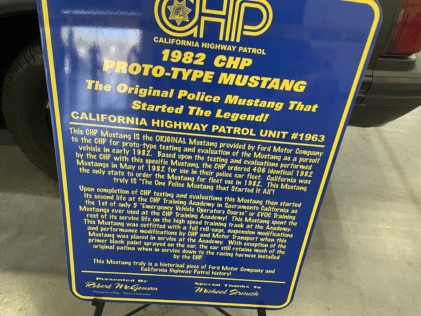 CHP
CALIFORNIA HIGHWAY PATROL
1982 CHP
PROTO-TYPE MUSTANG
The Original Police Mustang That
Started The Legend!
CALIFORNIA HIGHWAY PATROL UNIT #1963
This CHP Mustang IS the ORIGINAL Mustang provided by Ford Motor Company
to the CHP for proto-type testing and evaluation of the Mustang as a pursuit
vehicle in early 1982. Based upon the testing and evaluations performed
by the CHP with this specific Mustang, the CHP ordered 406 identical 1982
Mustangs in May of 1982 for use in their police car fleet. California was
the only state to order the Mustang for fleet use in 1982. This Mustang
truly is "The One Police Mustang that Started It All"!
Upon completion of CHP testing and evaluations this Mustang then started
its second life at the CHP Training Academy in Sacramento California as
the 1st of only 5 "Emergency Vehicle Operators Course" or EVOC Training
Mustangs ever used at the CHP Training Academy! This Mustang spent the
rest of its service life on the high speed training track at the Academy.
This Mustang was outfitted with a full roll-cage, suspension modifications
and performance modifications by CHP and Motor Transport when this
Mustang was placed in service at the Academy. With exception of the
primer blank paint sprayed on the car, the car still retains much of the
original patina when in service down to the racing harness installed
by the CHP.
This Mustang truly is a historical piece of Ford Motor Company and
California Highway Patrol history!
Presented By
Special Thanks To